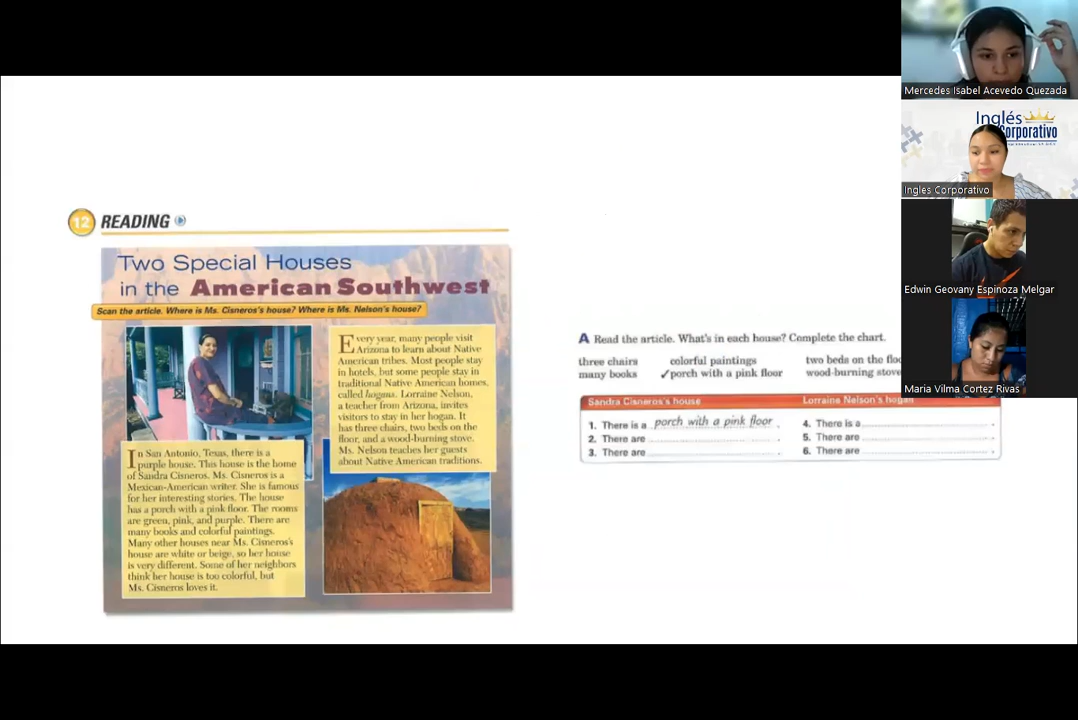 12 READING
Two Special Houses
in the American Southwest
Scan the article. Where is Ms. Cisneros's house? Where is Ms. Nelson's house?
In San Antonio, Texas, there is a
purple house. This house is the home
of Sandra Cisneros. Ms. Cisneros is a
Mexican-American writer. She is famous
for her interesting stories. The house
has a porch with a pink floor. The rooms
are green, pink, and purple. There are
many books and colorful paintings.
Many other houses near Ms. Cisneros's
house are white or beige, so her house
is very different. Some of her neighbors
think her house is too colorful, but
Ms. Cisneros loves it.
Every year, many people visit
Arizona to learn about Native
American tribes. Most people stay
in hotels, but some people stay in
traditional Native American homes,
called hogans. Lorraine Nelson,
a teacher from Arizona, invites
visitors to stay in her hogan. It
has three chairs, two beds on the
floor, and a wood-burning stove.
Ms. Nelson teaches her guests
about Native American traditions.
A Read the article. What's in each house? Complete the chart.
three chairs colorful paintings two beds on the
many books ✓porch with a pink floor wood-burning stove
Sandra Cisneros's house Lorraine Nelson's hogan
1. There is a porch with a pink floor. 4. There is a .
2. There are . 5. There are .
3. There are . 6. There are .
Mercedes Isabel Acevedo Quezada
Inglés
Corporativo
Ingles Corporativo
Edwin Geovany Espinoza Melgar
Maria Vilma Cortez Rivas